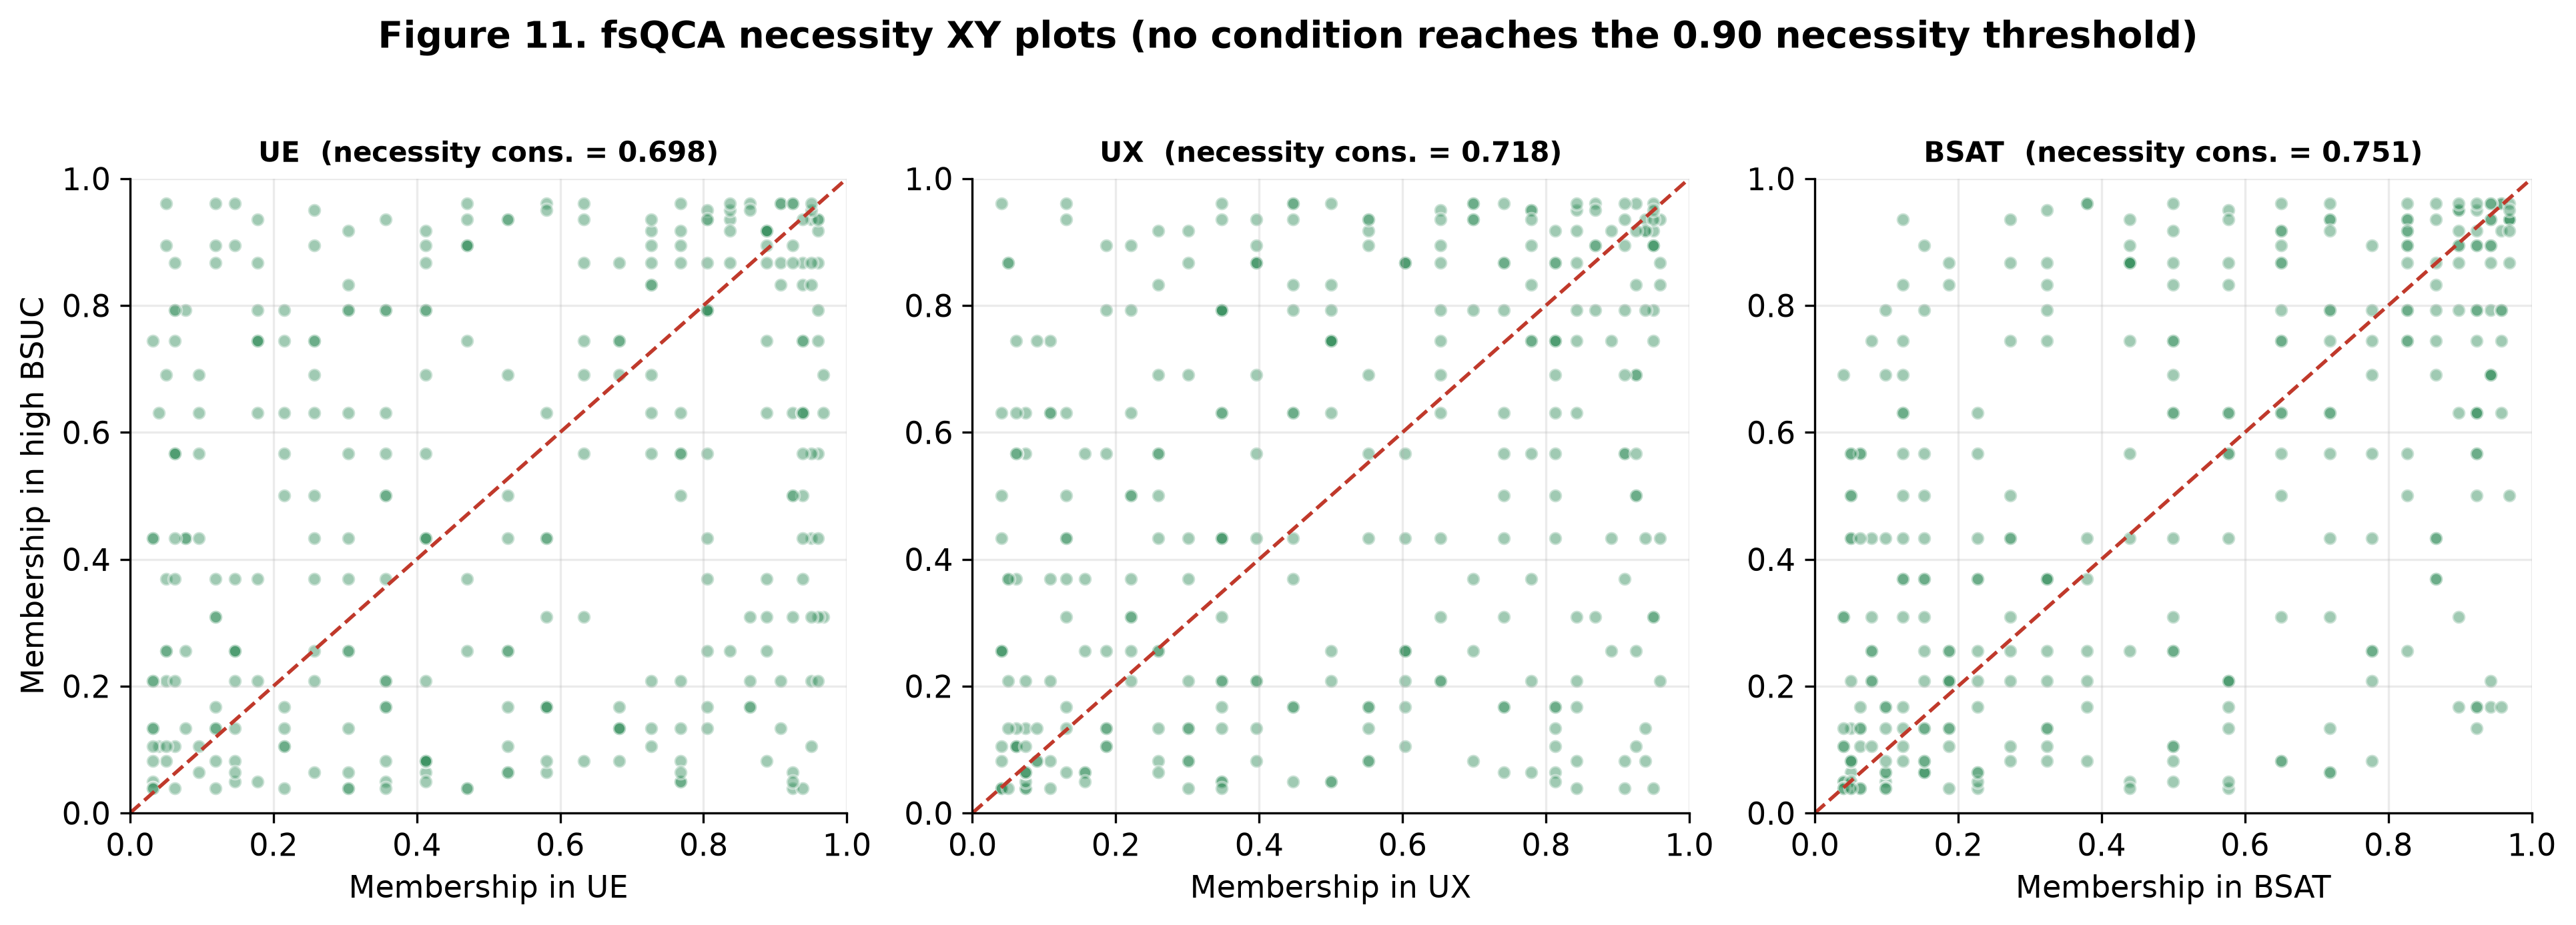 Figure 11. fsQCA necessity XY plots (no condition reaches the 0.90 necessity threshold)
UE (necessity cons. = 0.698)
1.0
0.8
0.6
0.4
0.2
0.0
Membership in high BSUC
0.0 0.2 0.4 0.6 0.8 1.0
Membership in UE
UX (necessity cons. = 0.718)
1.0
0.8
0.6
0.4
0.2
0.0
0.0 0.2 0.4 0.6 0.8 1.0
Membership in UX
BSAT (necessity cons. = 0.751)
1.0
0.8
0.6
0.4
0.2
0.0
0.0 0.2 0.4 0.6 0.8 1.0
Membership in BSAT